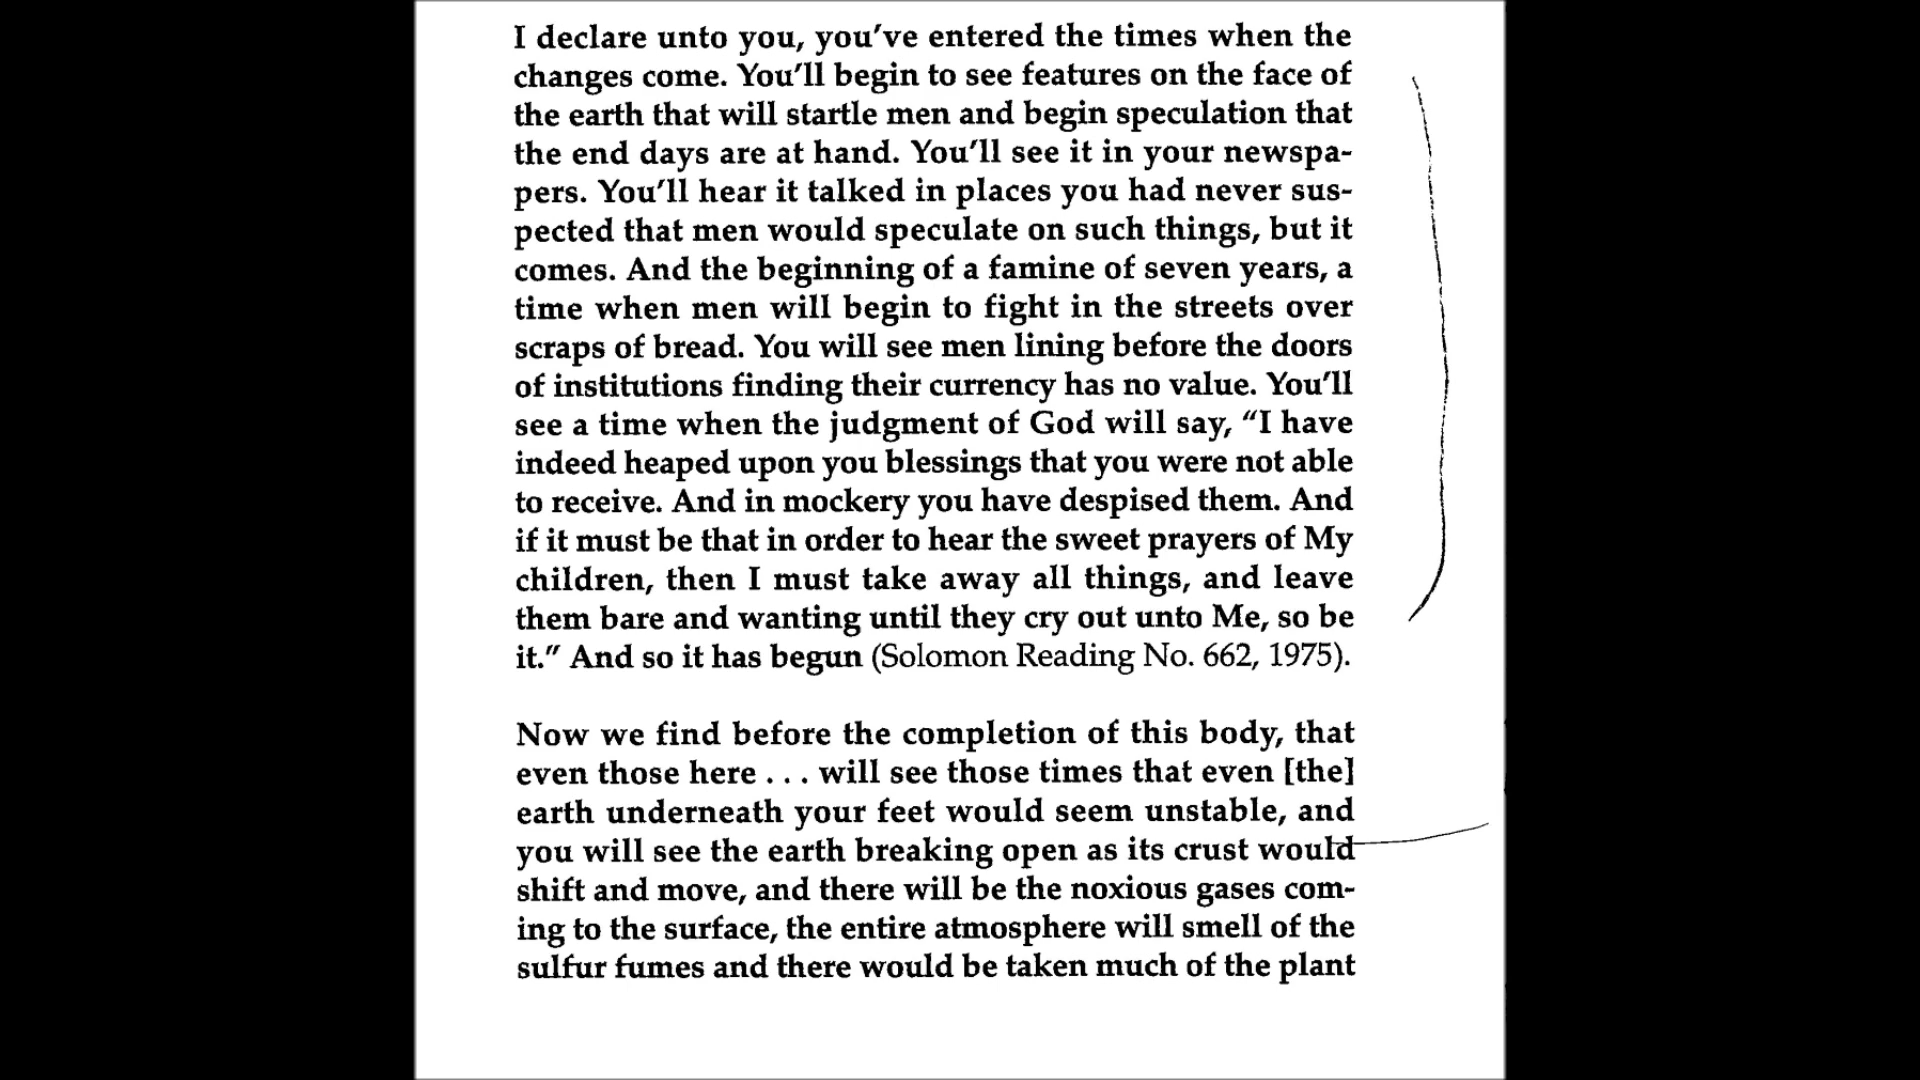 I declare unto you, you've entered the times when the
changes come. You'll begin to see features on the face of
the earth that will startle men and begin speculation that
the end days are at hand. You'll see it in your newspa-
pers. You'll hear it talked in places you had never sus-
pected that men would speculate on such things, but it
comes. And the beginning of a famine of seven years, a
time when men will begin to fight in the streets over
scraps of bread. You will see men lining before the doors
of institutions finding their currency has no value. You'll
see a time when the judgment of God will say, "I have
indeed heaped upon you blessings that you were not able
to receive. And in mockery you have despised them. And
if it must be that in order to hear the sweet prayers of My
children, then I must take away all things, and leave
them bare and wanting until they cry out unto Me, so be
it." And so it has begun (Solomon Reading No. 662, 1975).
Now we find before the completion of this body, that
even those here . . . will see those times that even [the]
earth underneath your feet would seem unstable, and
you will see the earth breaking open as its crust would
shift and move, and there will be the noxious gases com-
ing to the surface, the entire atmosphere will smell of the
sulfur fumes and there would be taken much of the plant